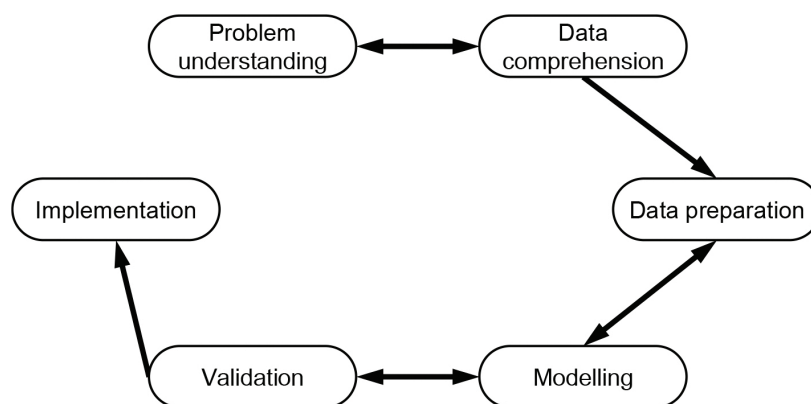 Problem
understanding
Data
comprehension
Implementation
Data preparation
Validation
Modelling